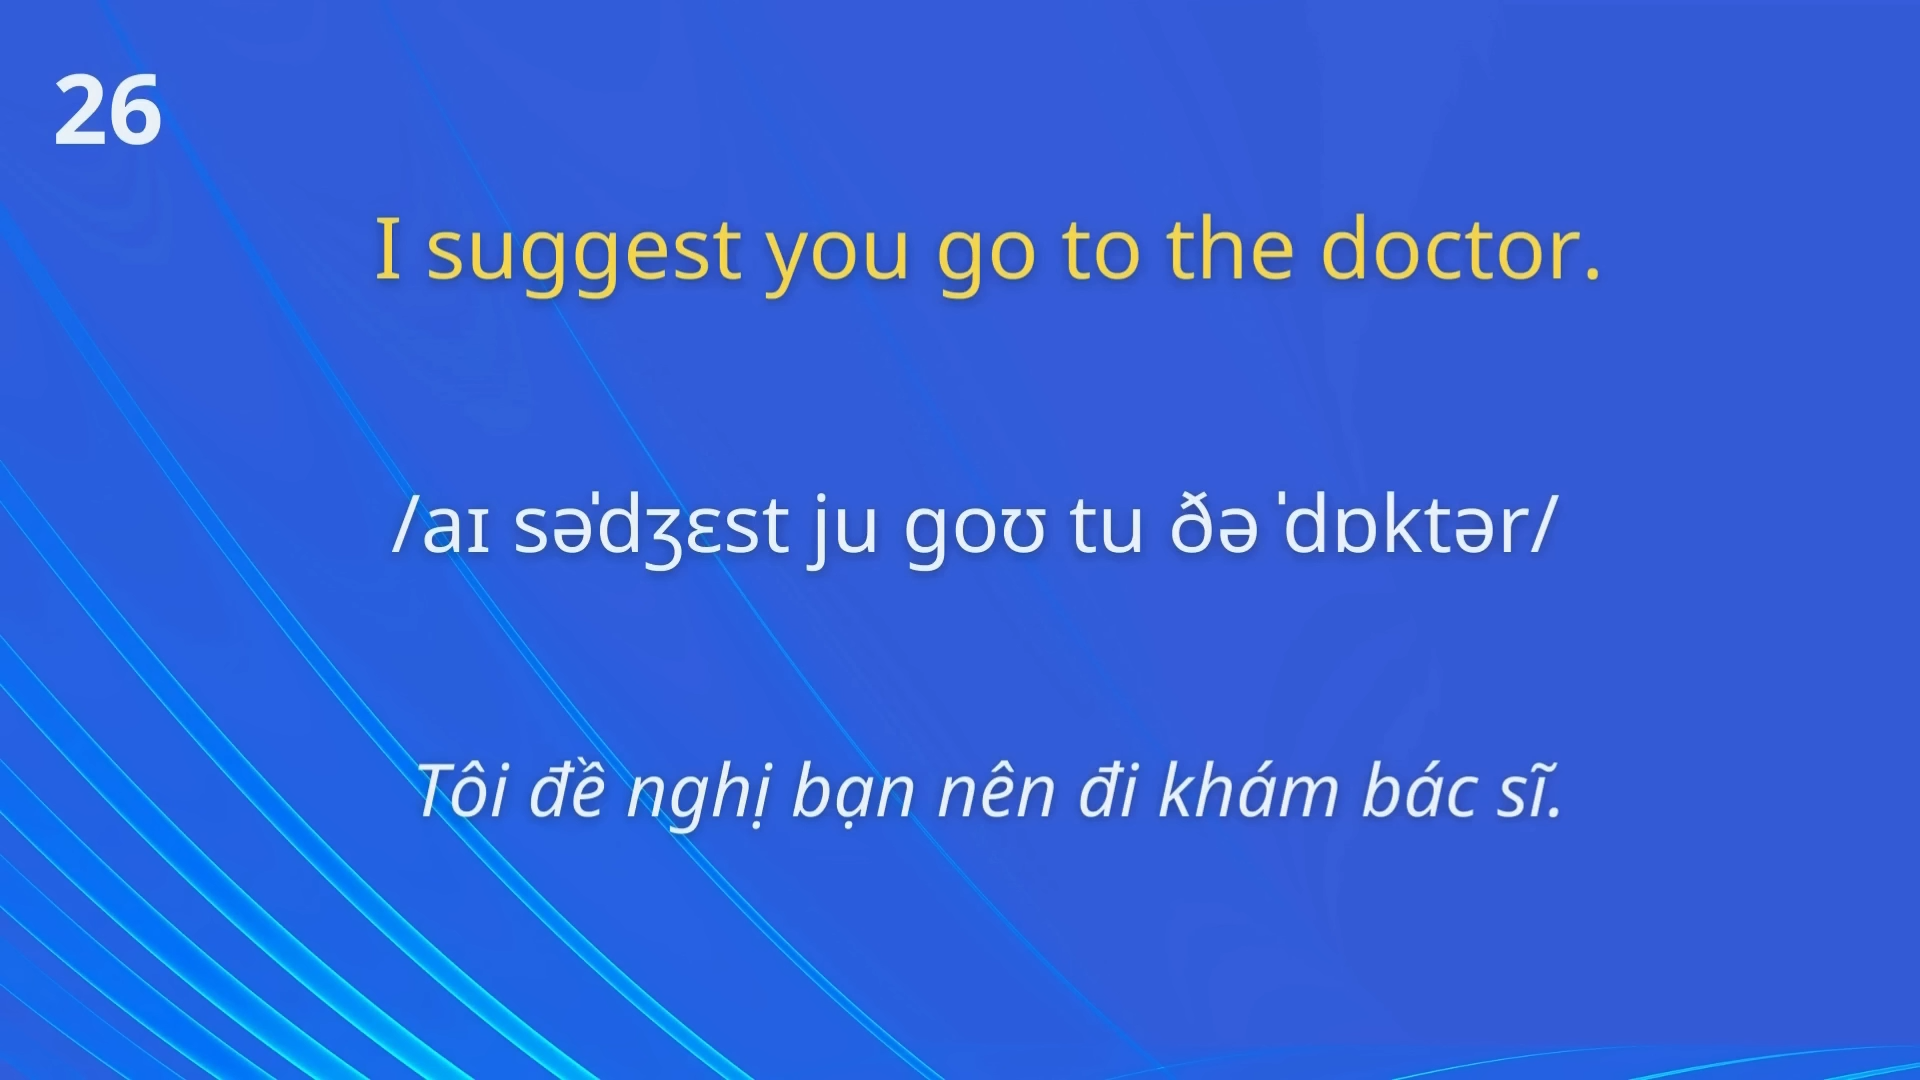 26
I suggest you go to the doctor.
/aɪ səˈdʒɛst ju goʊ tu ðə ˈdɒktər/
Tôi đề nghị bạn nên đi khám bác sĩ.